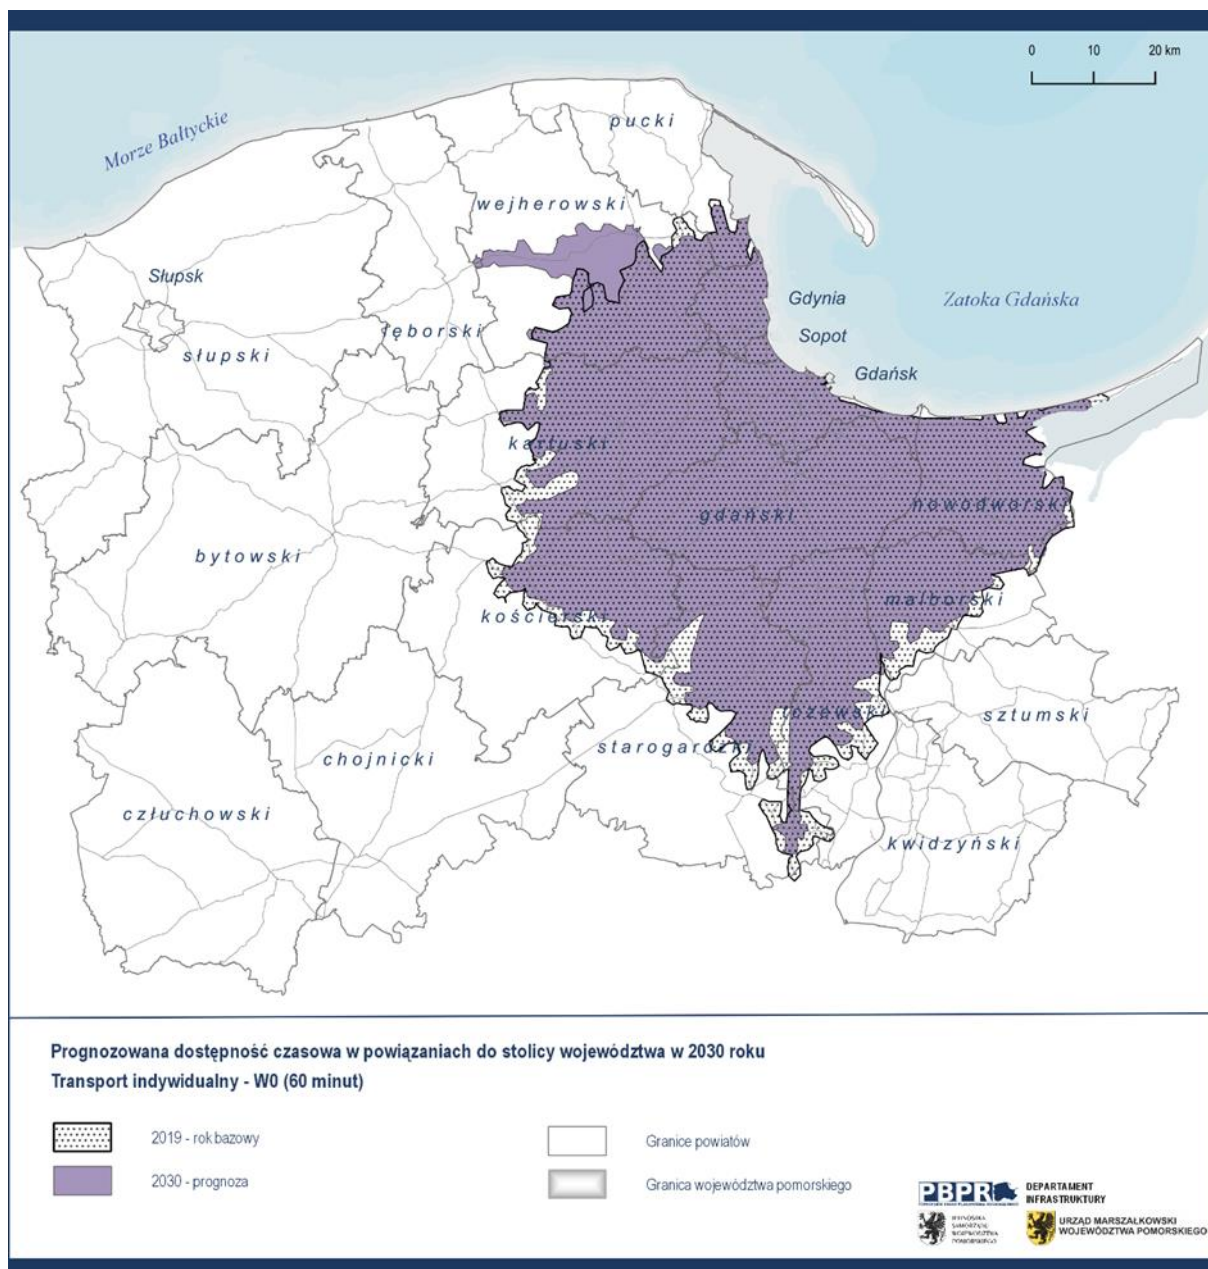 0 10 20 km
Morze Bałtyckie
pucki
wejherowski
Słupsk
Gdynia
Zatoka Gdańska
lęborski
Sopot
słupski
Gdańsk
kartuski
nowodworski
gdański
bytowski
malborski
kościerski
tczewski
sztumski
starogardzki
chojnicki
człuchowski
kwidzyński
Prognozowana dostępność czasowa w powiązaniach do stolicy województwa w 2030 roku
Transport indywidualny - W0 (60 minut)
2019 - rok bazowy
Granice powiatów
2030 - prognoza
Granica województwa pomorskiego
PBPR
DEPARTAMENT
INFRASTRUKTURY
URZĄD MARSZAŁKOWSKI
WOJEWÓDZTWA POMORSKIEGO